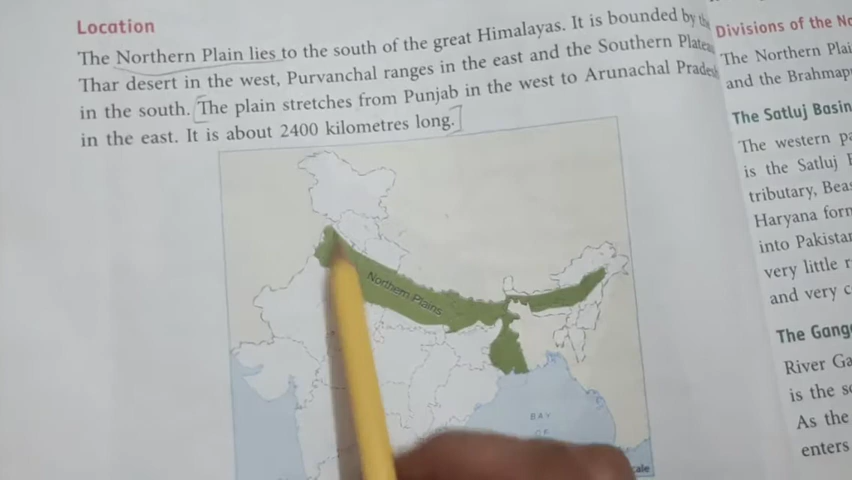 Location
The Northern Plain lies to the south of the great Himalayas. It is bounded by the
Thar desert in the west, Purvanchal ranges in the east and the Southern Plateau
in the south. The plain stretches from Punjab in the west to Arunachal Pradesh
in the east. It is about 2400 kilometres long.
Northern Plains
BAY
OF
Divisions of the No
The Northern Plai
and the Brahmap
The Satluj Basin
The western pa
is the Satluj
tributary, Beas
Haryana form
into Pakistan
very little r
and very c
The Gang
River Ga
is the s
As the
enters